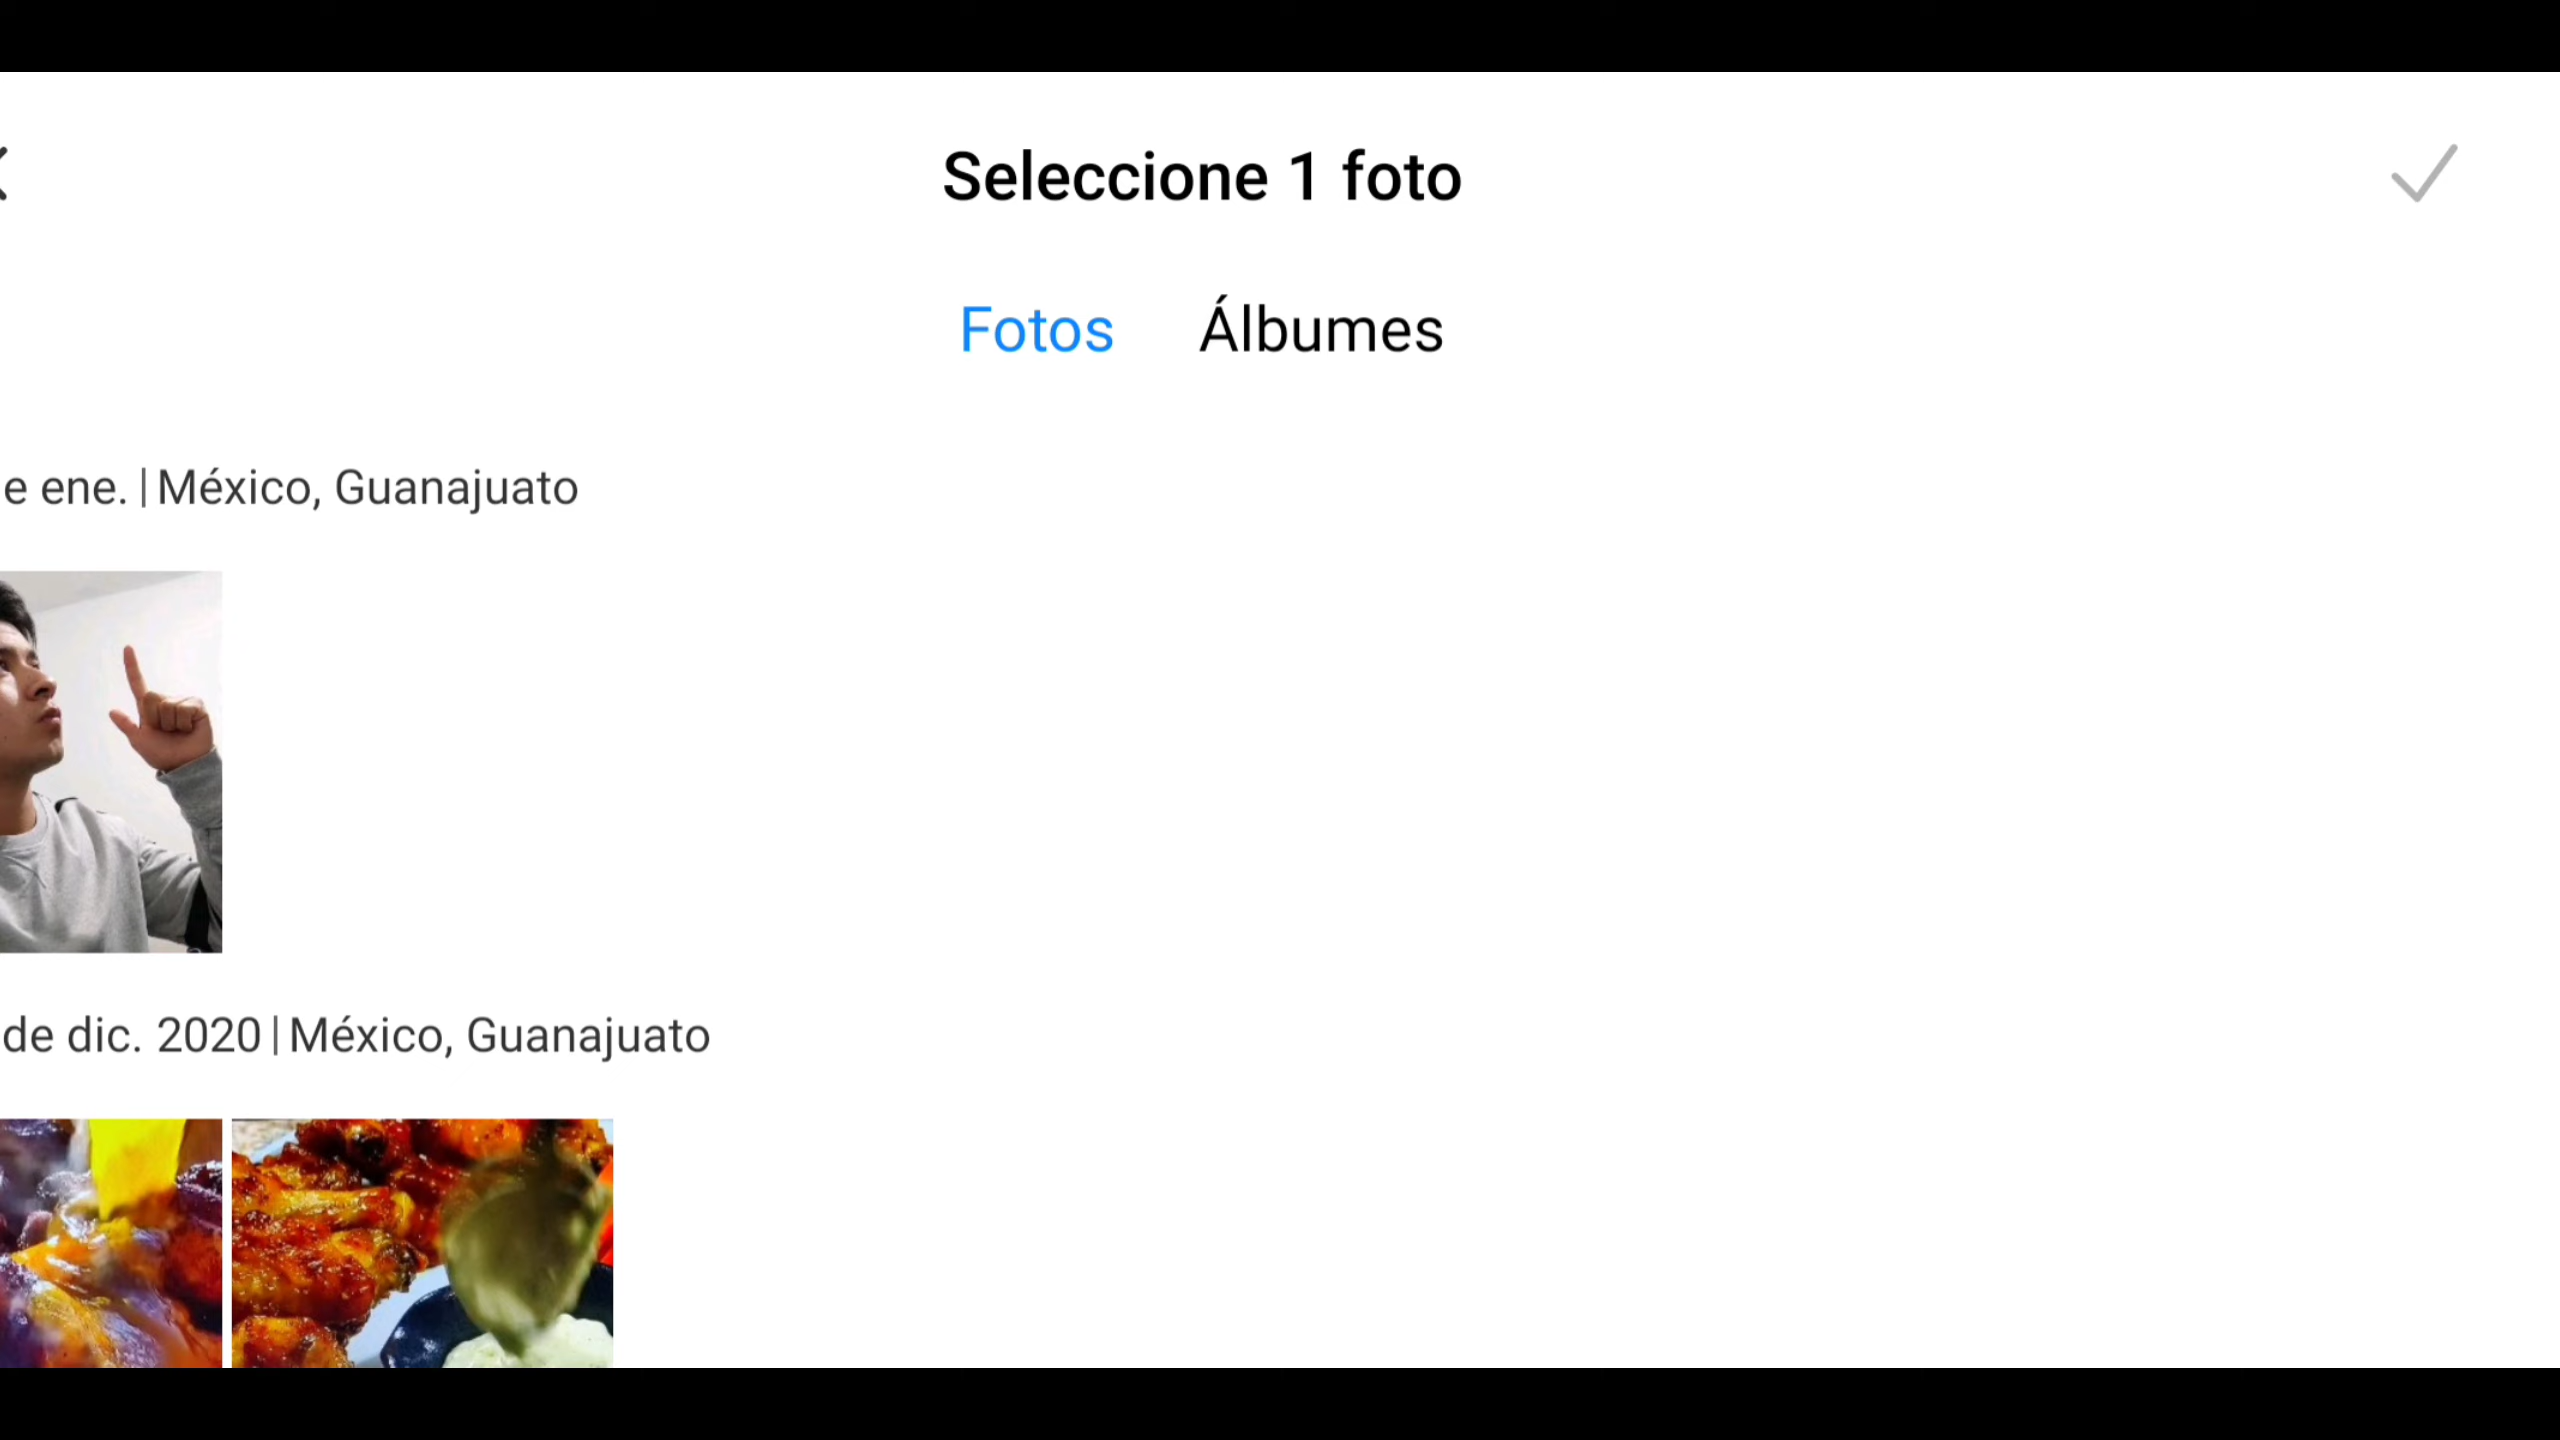 Seleccione 1 foto
Fotos Álbumes
e ene. | México, Guanajuato
de dic. 2020 | México, Guanajuato